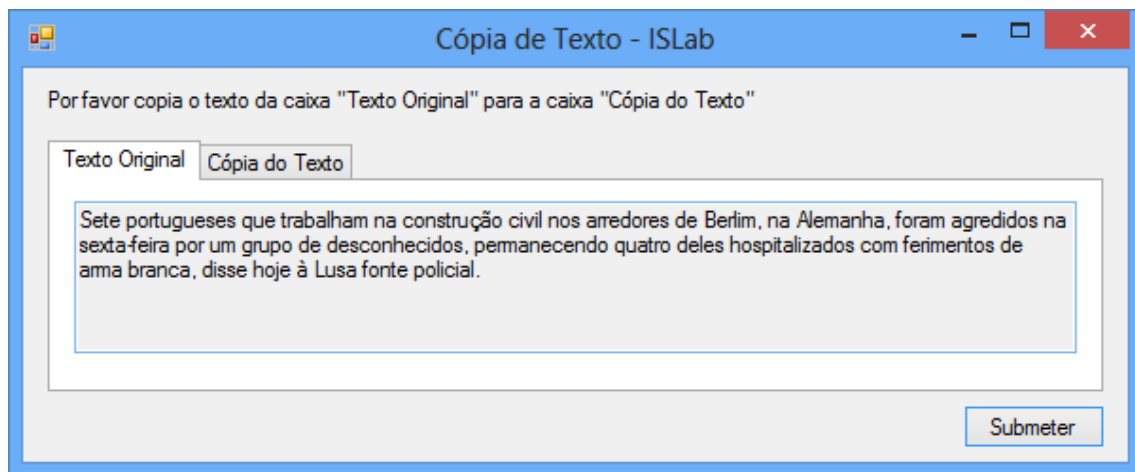 Cópia de Texto - ISLab
Por favor copia o texto da caixa "Texto Original" para a caixa "Cópia do Texto"
Texto Original
Cópia do Texto
Sete portugueses que trabalham na construção civil nos arredores de Berlim, na Alemanha, foram agredidos na
sexta-feira por um grupo de desconhecidos, permanecendo quatro deles hospitalizados com ferimentos de
arma branca, disse hoje à Lusa fonte policial.
Submeter